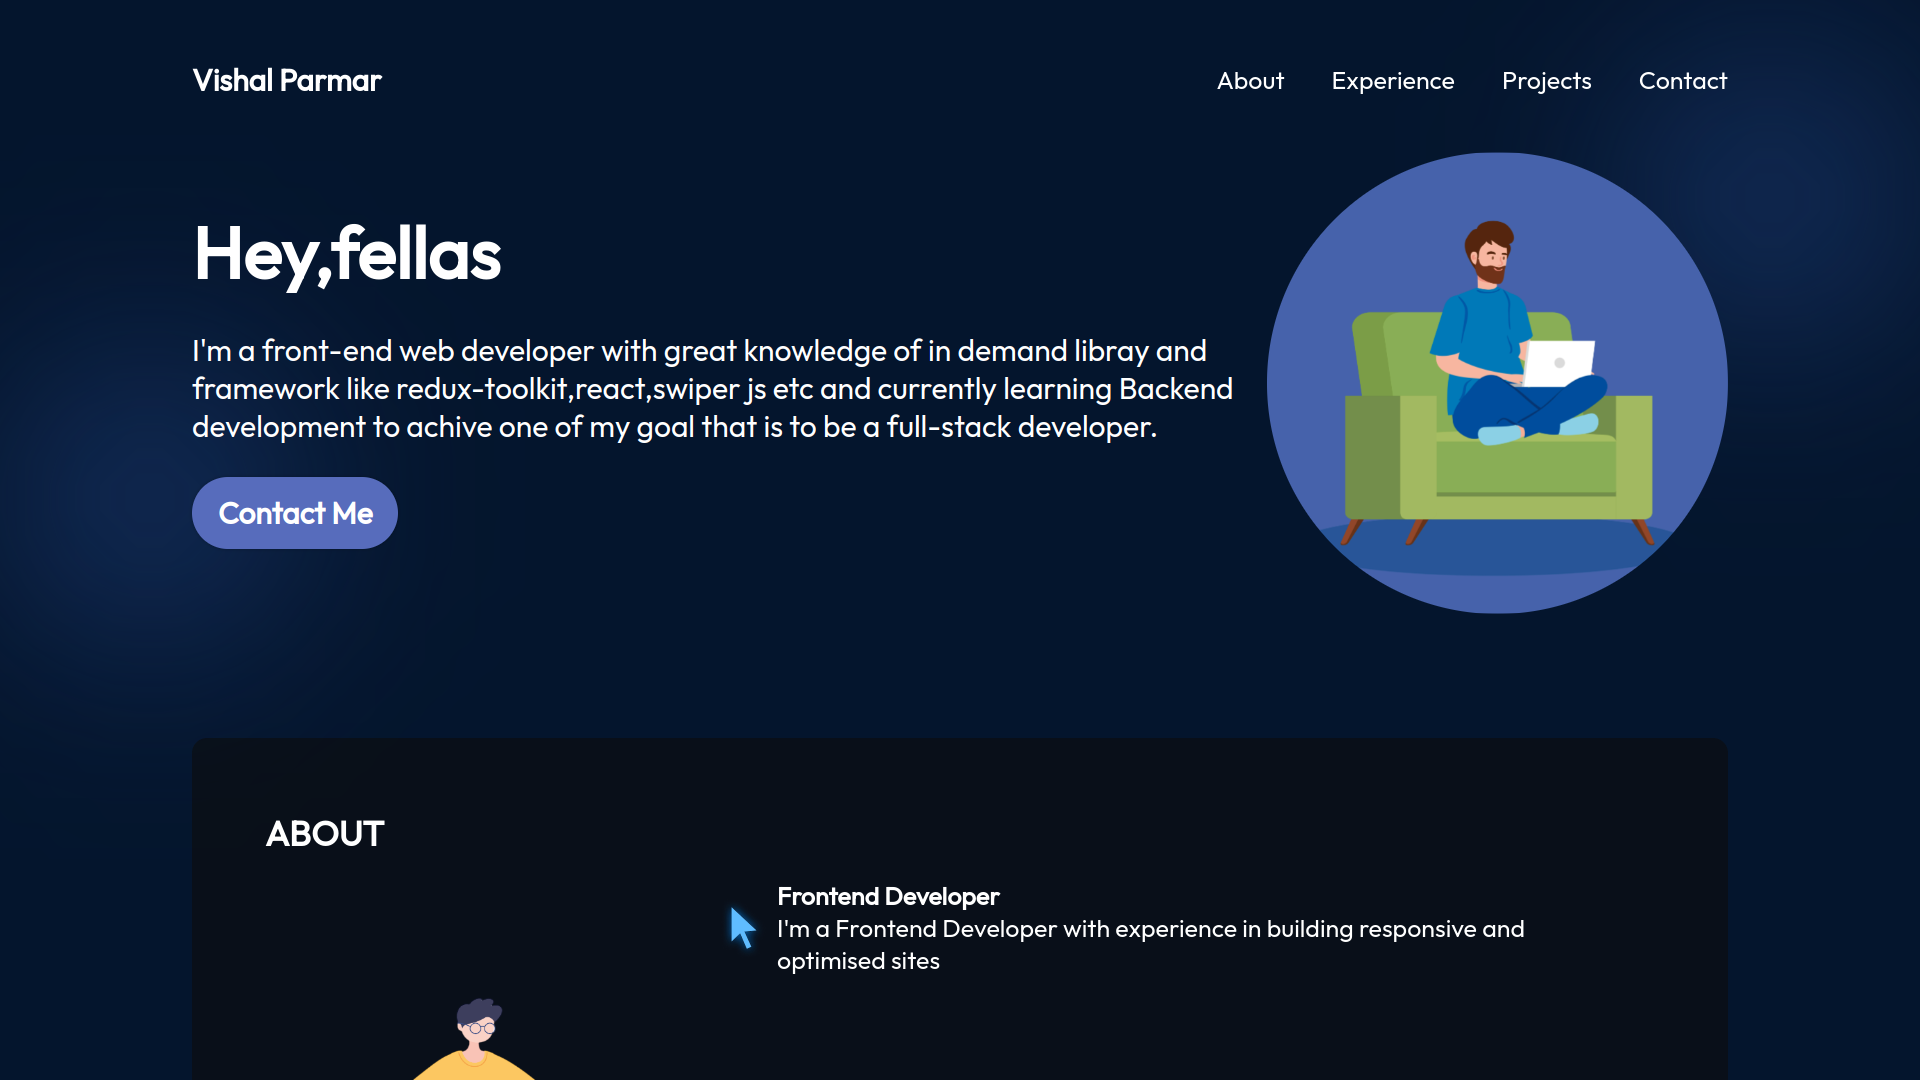 Vishal Parmar
About
Experience
Projects
Contact
Hey,fellas
I'm a front-end web developer with great knowledge of in demand libray and
framework like redux-toolkit,react,swiper js etc and currently learning Backend
development to achive one of my goal that is to be a full-stack developer.
Contact Me
ABOUT
Frontend Developer
I'm a Frontend Developer with experience in building responsive and
optimised sites